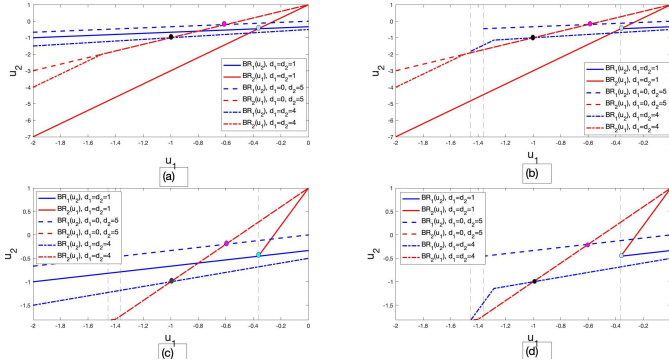 1
0
-1
-2
-3
-4
-5
-6
-7
u2
-2 -1.8 -1.6 -1.4 -1.2 -1 -0.8 -0.6 -0.4 -0.2 0
u1
(a)
BR1(u2), d1=d2=1
BR2(u1), d1=d2=1
BR1(u2), d1=0, d2=5
BR2(u1), d1=0, d2=5
BR1(u2), d1=d2=4
BR2(u1), d1=d2=4
1
0
-1
-2
-3
-4
-5
-6
-7
u2
-2 -1.8 -1.6 -1.4 -1.2 -1 -0.8 -0.6 -0.4 -0.2
u1
(b)
BR1(u2), d1=d2=1
BR2(u1), d1=d2=1
BR1(u2), d1=0, d2=5
BR2(u1), d1=0, d2=5
BR1(u2), d1=d2=4
BR2(u1), d1=d2=4
1
0.5
0
-0.5
-1
-1.5
u2
-2 -1.8 -1.6 -1.4 -1.2 -1 -0.8 -0.6 -0.4 -0.2 0
u1
(c)
BR1(u2), d1=d2=1
BR2(u1), d1=d2=1
BR1(u2), d1=0, d2=5
BR2(u1), d1=0, d2=5
BR1(u2), d1=d2=4
BR2(u1), d1=d2=4
1
0.5
0
-0.5
-1
-1.5
u2
-2 -1.8 -1.6 -1.4 -1.2 -1 -0.8 -0.6 -0.4 -0.2
u1
(d)
BR1(u2), d1=d2=1
BR2(u1), d1=d2=1
BR1(u2), d1=0, d2=5
BR2(u1), d1=0, d2=5
BR1(u2), d1=d2=4
BR2(u1), d1=d2=4